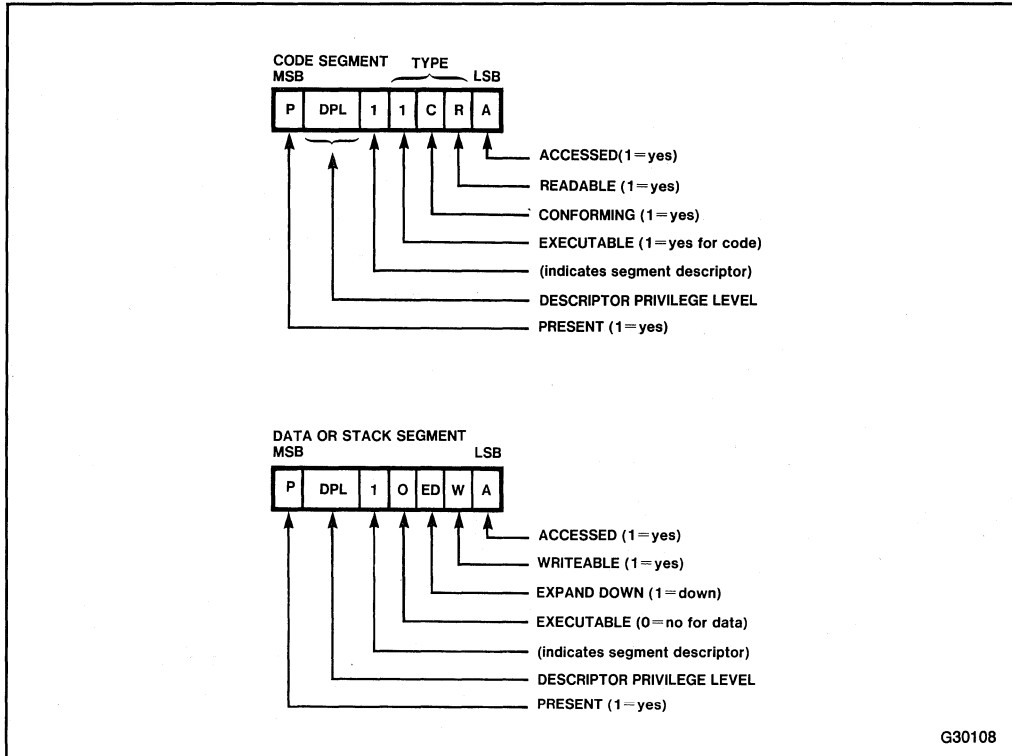 CODE SEGMENT TYPE
MSB LSB
P DPL 1 1 C R A
ACCESSED(1=yes)
READABLE (1=yes)
CONFORMING (1=yes)
EXECUTABLE (1=yes for code)
(indicates segment descriptor)
DESCRIPTOR PRIVILEGE LEVEL
PRESENT (1=yes)
DATA OR STACK SEGMENT
MSB LSB
P DPL 1 O ED W A
ACCESSED (1=yes)
WRITEABLE (1=yes)
EXPAND DOWN (1=down)
EXECUTABLE (0=no for data)
(indicates segment descriptor)
DESCRIPTOR PRIVILEGE LEVEL
PRESENT (1=yes)
G30108